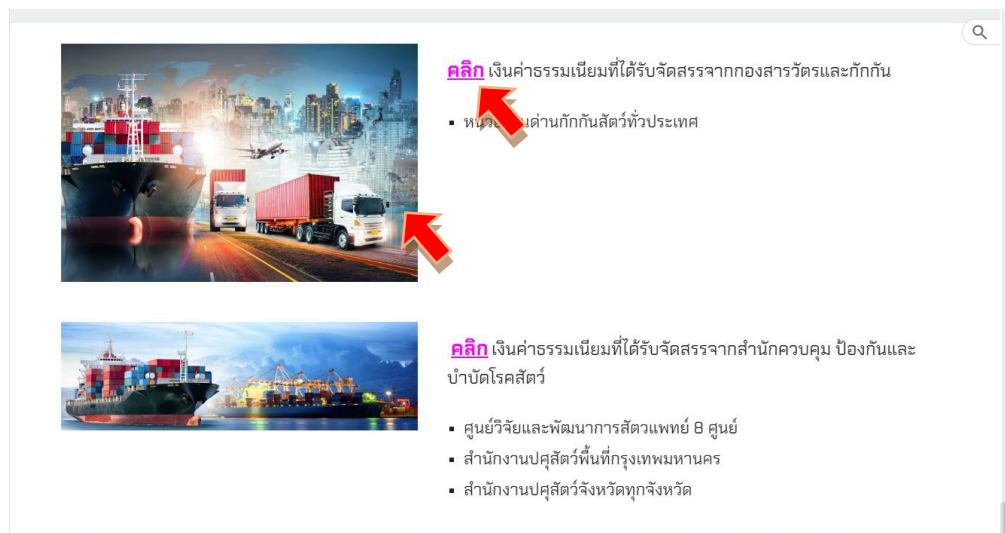 คลิก เงินค่าธรรมเนียมที่ได้รับจัดสรรจากกองสารวัตรและกักกัน
ด่านกักกันสัตว์ทั่วประเทศ
คลิก เงินค่าธรรมเนียมที่ได้รับจัดสรรจากสำนักควบคุม ป้องกันและ
บำบัดโรคสัตว์
▪ ศูนย์วิจัยและพัฒนาการสัตวแพทย์ 8 ศูนย์
▪ สำนักงานปศุสัตว์พื้นที่กรุงเทพมหานคร
▪ สำนักงานปศุสัตว์จังหวัดทุกจังหวัด